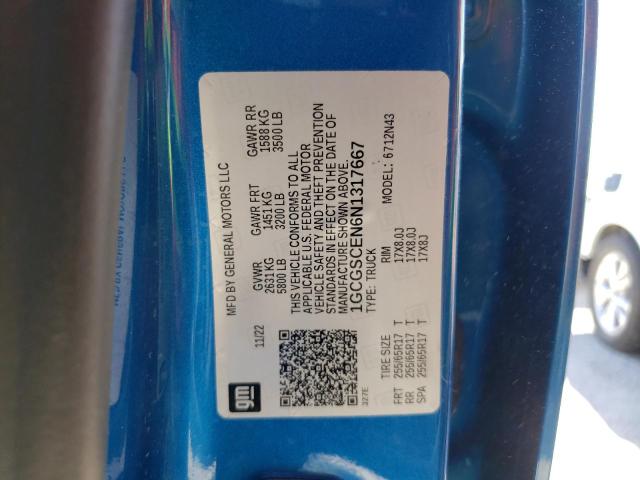 gm
MFD BY GENERAL MOTORS LLC
11/22
GVWR GAWR FRT GAWR RR
2631 KG 1451 KG 1588 KG
5800 LB 3200 LB 3500 LB
THIS VEHICLE CONFORMS TO ALL
APPLICABLE U.S. FEDERAL MOTOR
VEHICLE SAFETY AND THEFT PREVENTION
STANDARDS IN EFFECT ON THE DATE OF
MANUFACTURE SHOWN ABOVE.
1GCGSCEN6N1317667
TYPE: TRUCK MODEL: 6712N43
327E
TIRE SIZE RIM
FRT 255/65R17 T 17X8.0J
RR 255/65R17 T 17X8.0J
SPA 255/65R17 T 17X8J